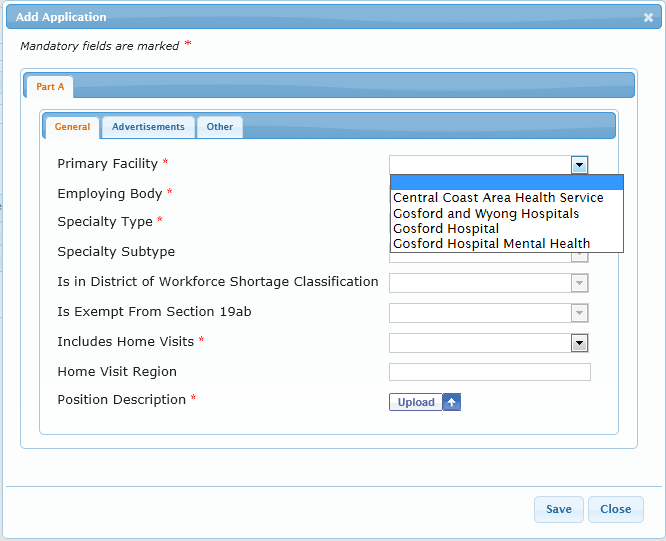 Add Application
Mandatory fields are marked *
Part A
General Advertisements Other
Primary Facility *
Central Coast Area Health Service
Employing Body *
Gosford and Wyong Hospitals
Specialty Type *
Gosford Hospital
Gosford Hospital Mental Health
Specialty Subtype
Is in District of Workforce Shortage Classification
Is Exempt From Section 19ab
Includes Home Visits *
Home Visit Region
Position Description * Upload
Save Close